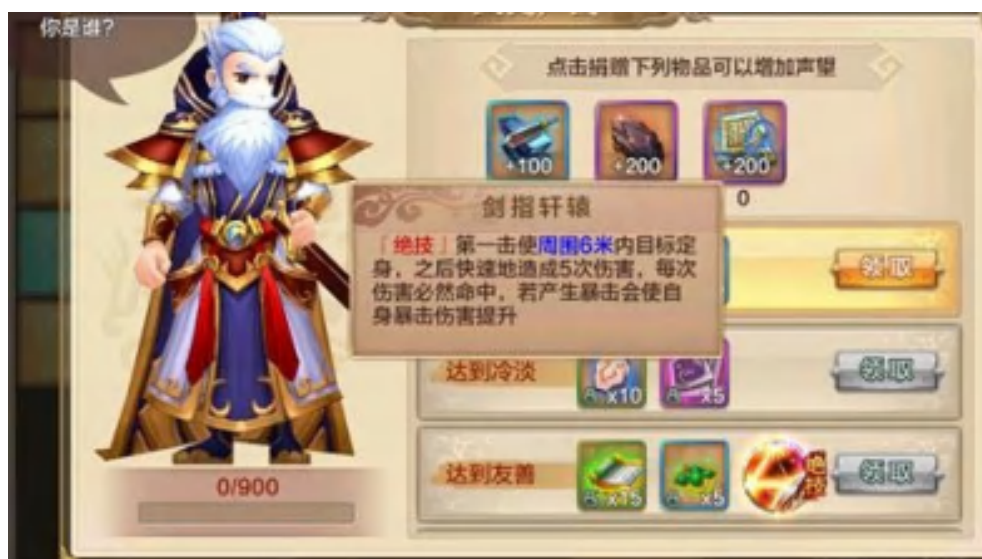 你是谁?
点击捐赠下列物品可以增加声望
+100
+200
+200
0
剑指轩辕
「绝技」第一击使周围6米内目标定
身，之后快速地造成5次伤害，每次
伤害必然命中，若产生暴击会使自
身暴击伤害提升
领取
达到冷淡
x10
x5
领取
达到友善
x15
x5
绝技
领取
0/900